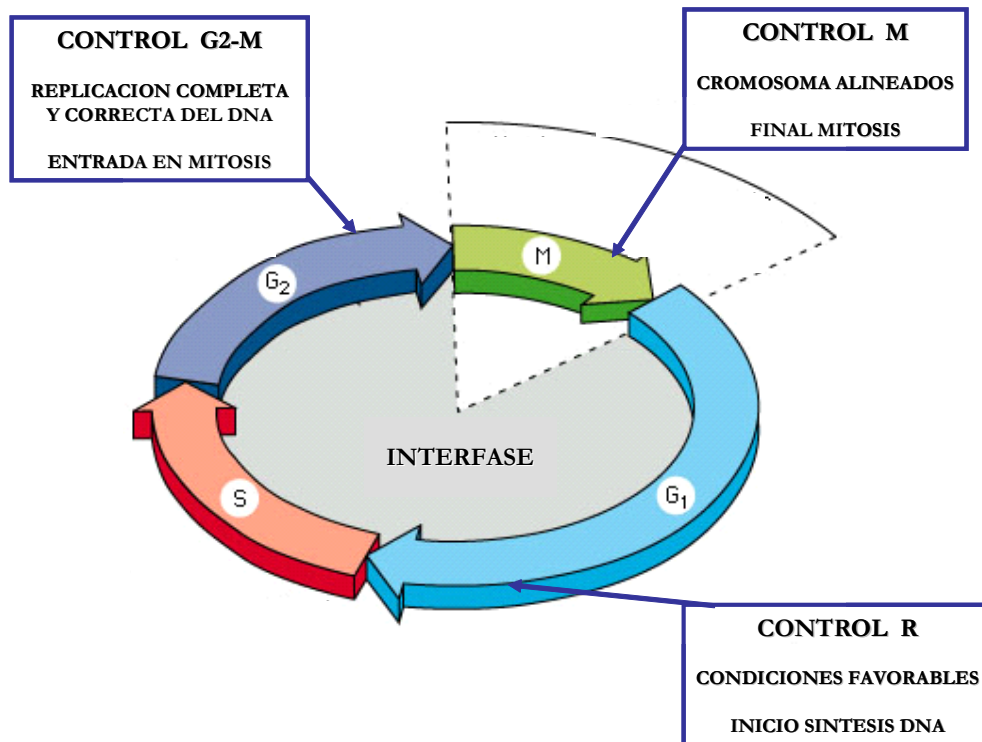 CONTROL G2-M
REPLICACION COMPLETA
Y CORRECTA DEL DNA
ENTRADA EN MITOSIS
CONTROL M
CROMOSOMA ALINEADOS
FINAL MITOSIS
G2
M
INTERFASE
S
G1
CONTROL R
CONDICIONES FAVORABLES
INICIO SINTESIS DNA